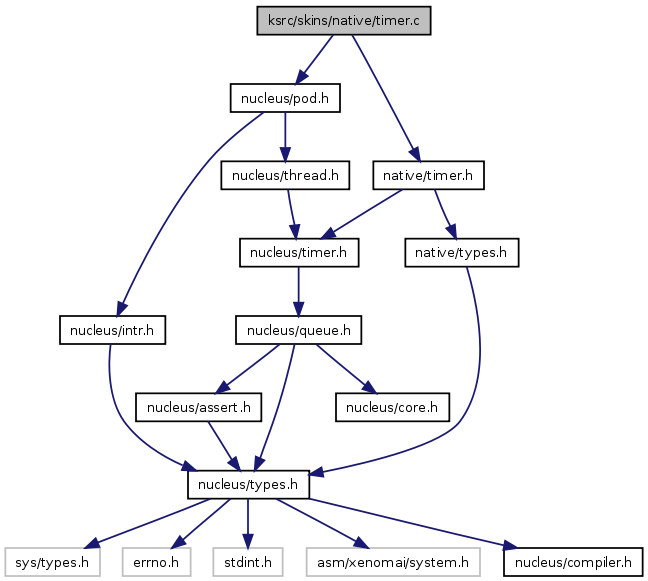 ksrc/skins/native/timer.c
nucleus/pod.h
nucleus/thread.h
native/timer.h
nucleus/timer.h
native/types.h
nucleus/intr.h
nucleus/queue.h
nucleus/assert.h
nucleus/core.h
nucleus/types.h
sys/types.h
errno.h
stdint.h
asm/xenomai/system.h
nucleus/compiler.h